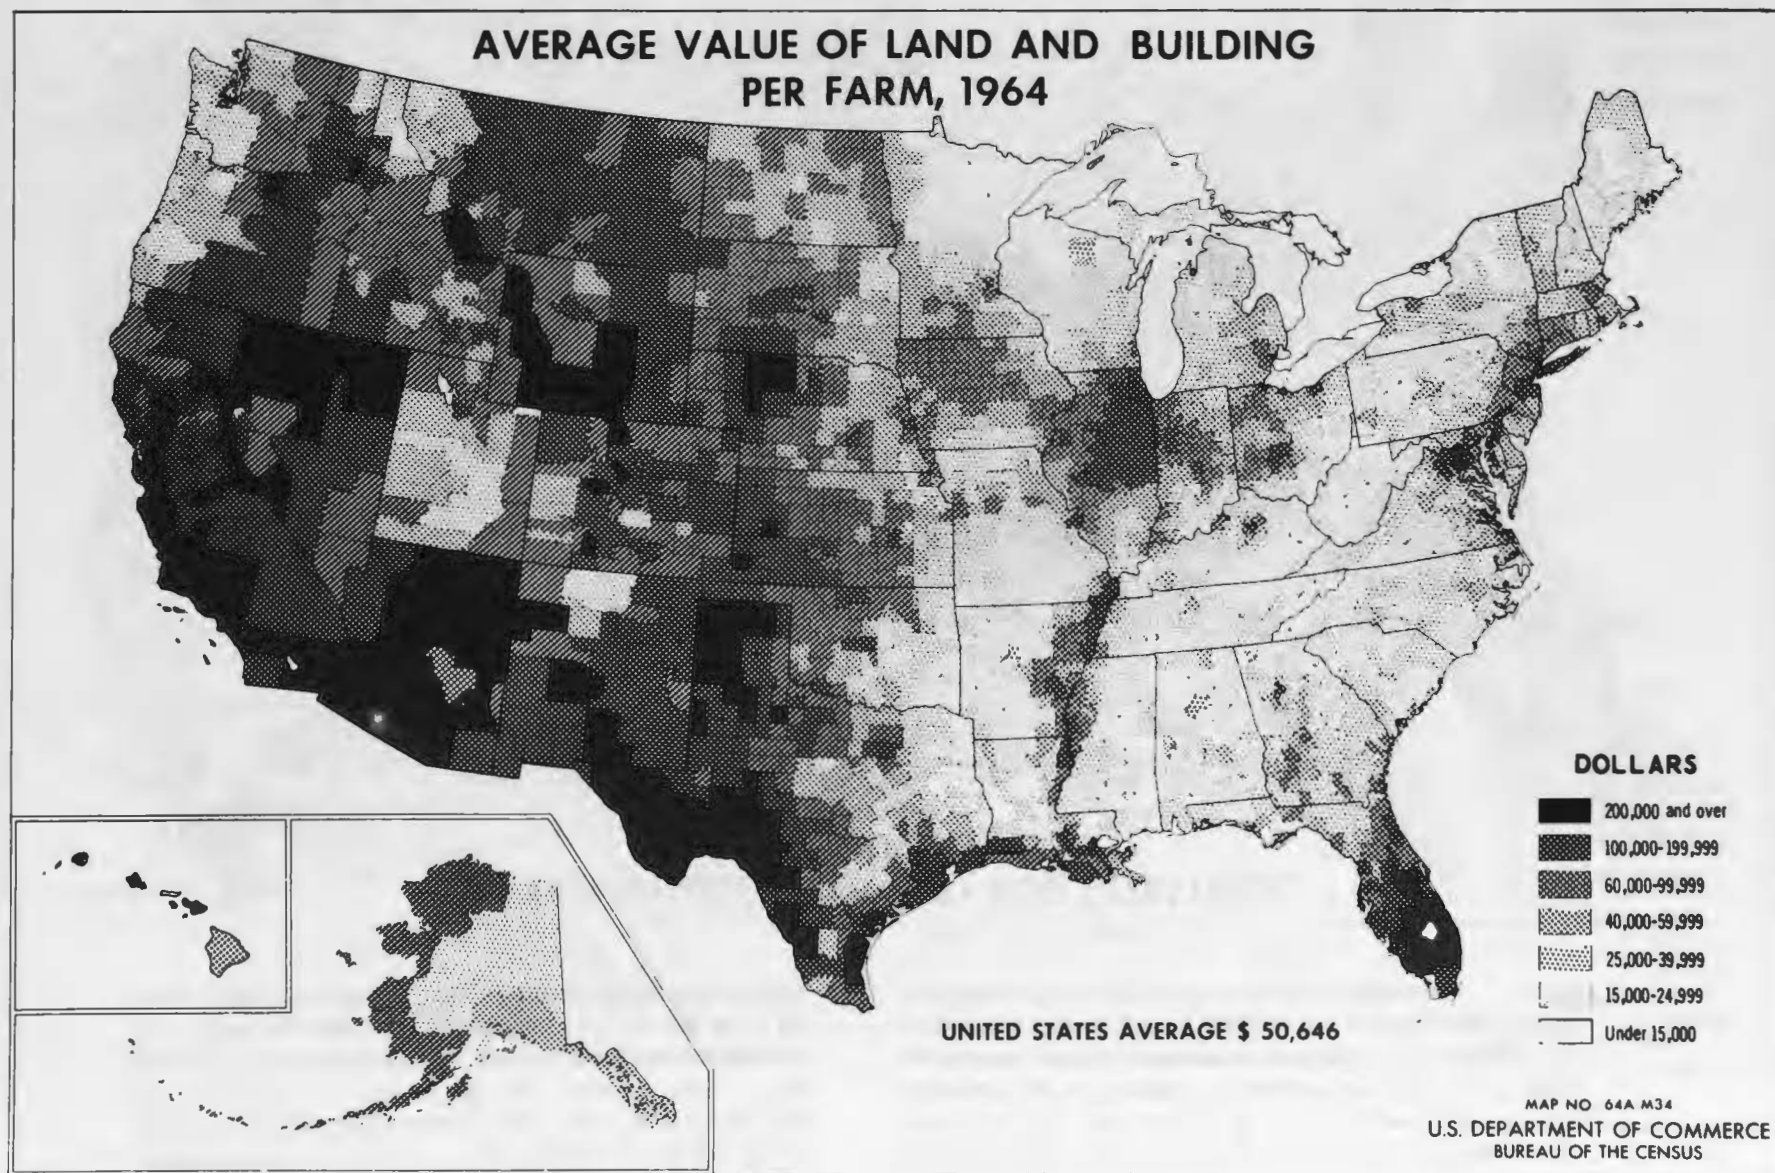 AVERAGE VALUE OF LAND AND BUILDING
PER FARM, 1964
DOLLARS
200,000 and over
100,000-199,999
60,000-99,999
40,000-59,999
25,000-39,999
15,000-24,999
Under 15,000
UNITED STATES AVERAGE $ 50,646
MAP NO 64A M34
U.S. DEPARTMENT OF COMMERCE
BUREAU OF THE CENSUS